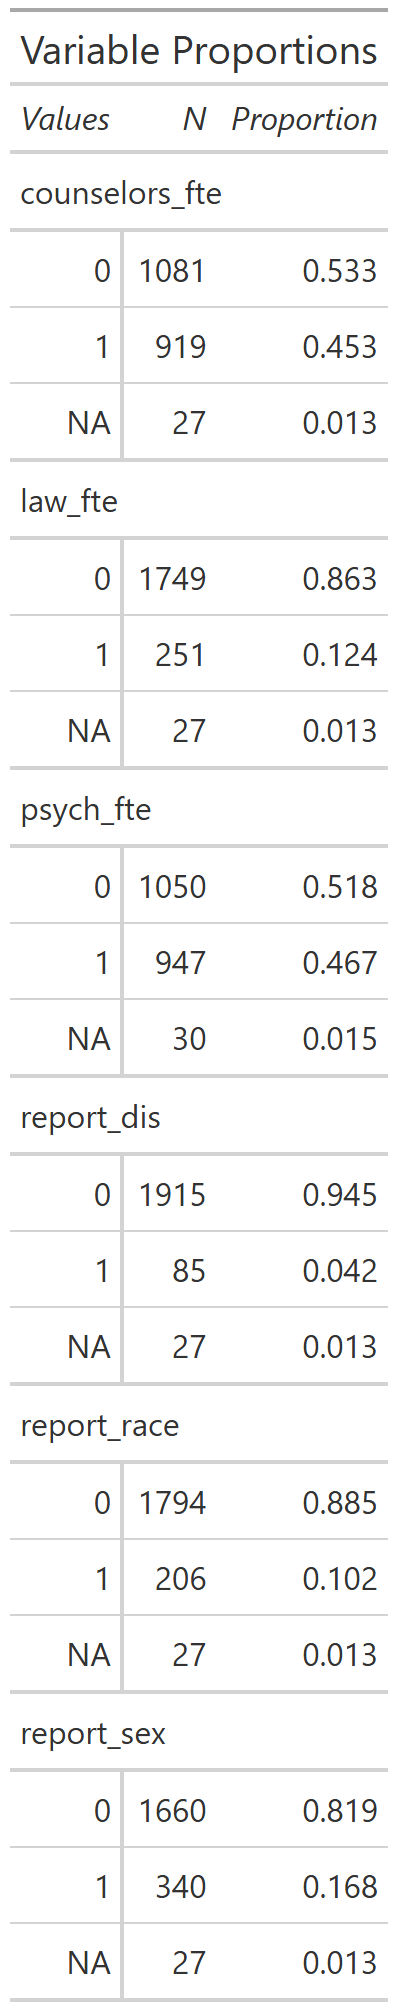 Variable Proportions
Values N Proportion
counselors_fte
0 1081 0.533
1 919 0.453
NA 27 0.013
law_fte
0 1749 0.863
1 251 0.124
NA 27 0.013
psych_fte
0 1050 0.518
1 947 0.467
NA 30 0.015
report_dis
0 1915 0.945
1 85 0.042
NA 27 0.013
report_race
0 1794 0.885
1 206 0.102
NA 27 0.013
report_sex
0 1660 0.819
1 340 0.168
NA 27 0.013